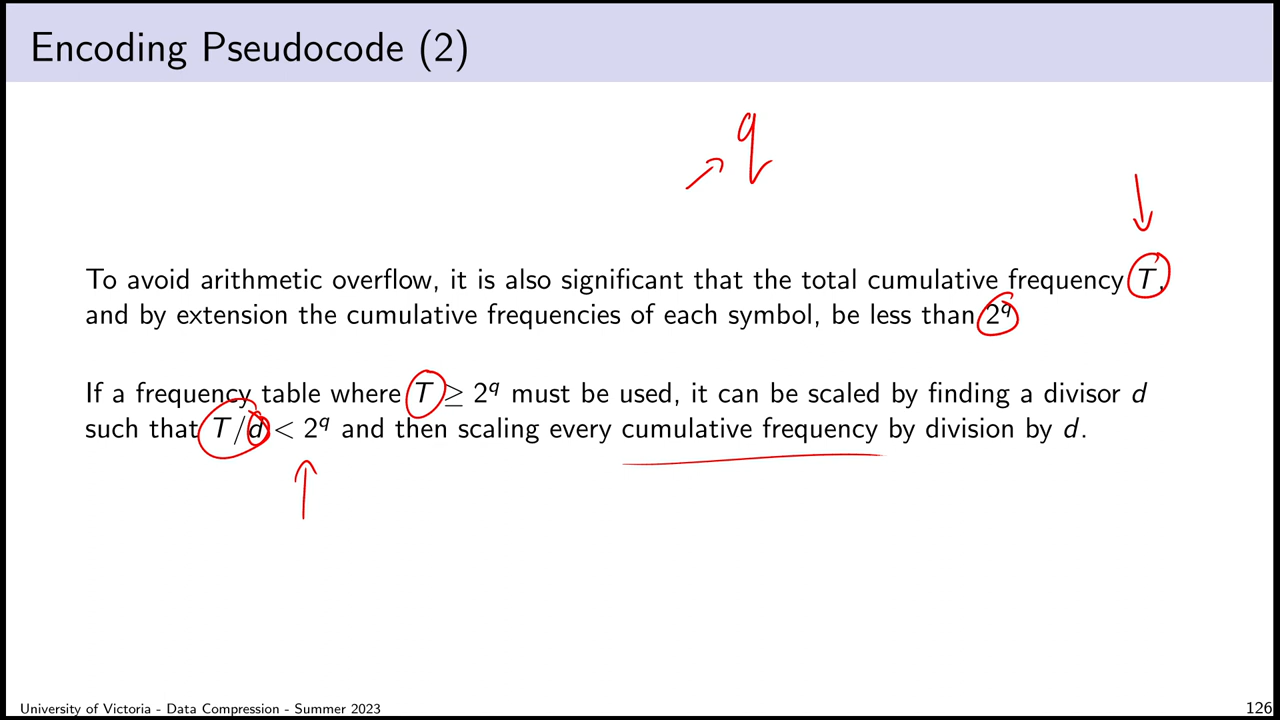 Encoding Pseudocode (2)
q
To avoid arithmetic overflow, it is also significant that the total cumulative frequency T,
and by extension the cumulative frequencies of each symbol, be less than 2^q
If a frequency table where T ≥ 2^q must be used, it can be scaled by finding a divisor d
such that T/d < 2^q and then scaling every cumulative frequency by division by d.
University of Victoria - Data Compression - Summer 2023
126